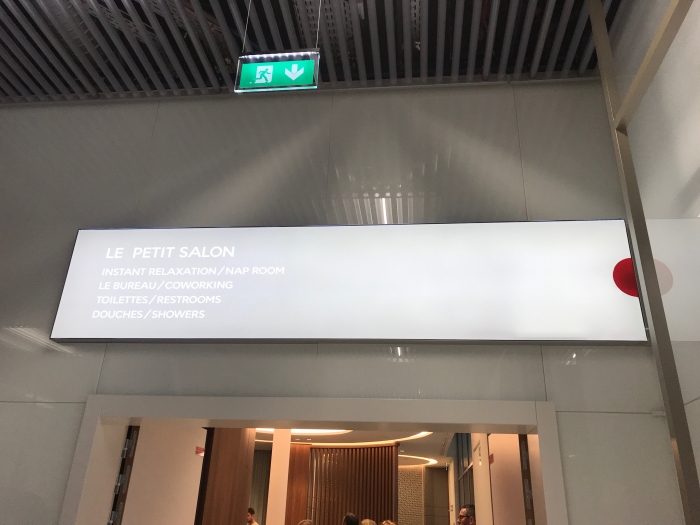 LE PETIT SALON
INSTANT RELAXATION / NAP ROOM
LE BUREAU / COWORKING
TOILETTES / RESTROOMS
DOUCHES / SHOWERS